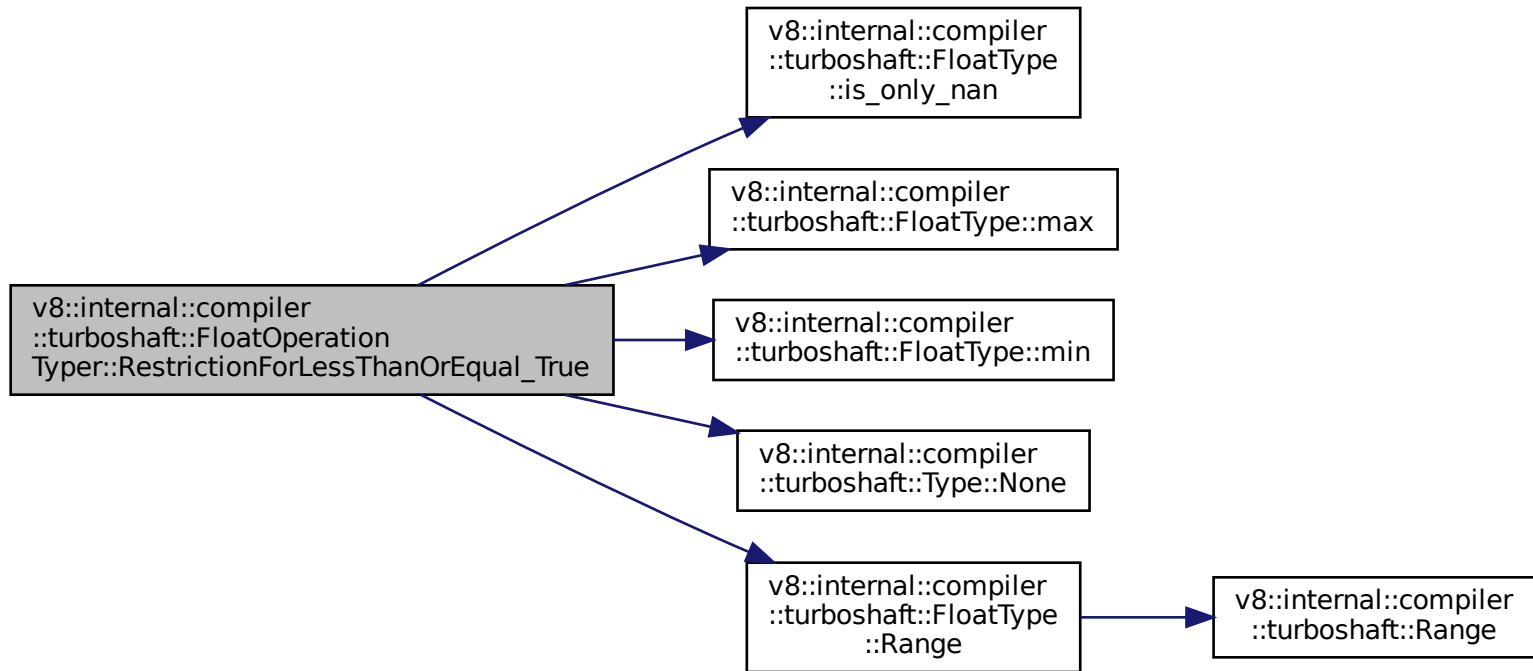 v8::internal::compiler
::turboshaft::FloatType
::is_only_nan
v8::internal::compiler
::turboshaft::FloatType::max
v8::internal::compiler
::turboshaft::FloatOperation
Typer::RestrictionForLessThanOrEqual_True
v8::internal::compiler
::turboshaft::FloatType::min
v8::internal::compiler
::turboshaft::Type::None
v8::internal::compiler
::turboshaft::FloatType
::Range
v8::internal::compiler
::turboshaft::Range